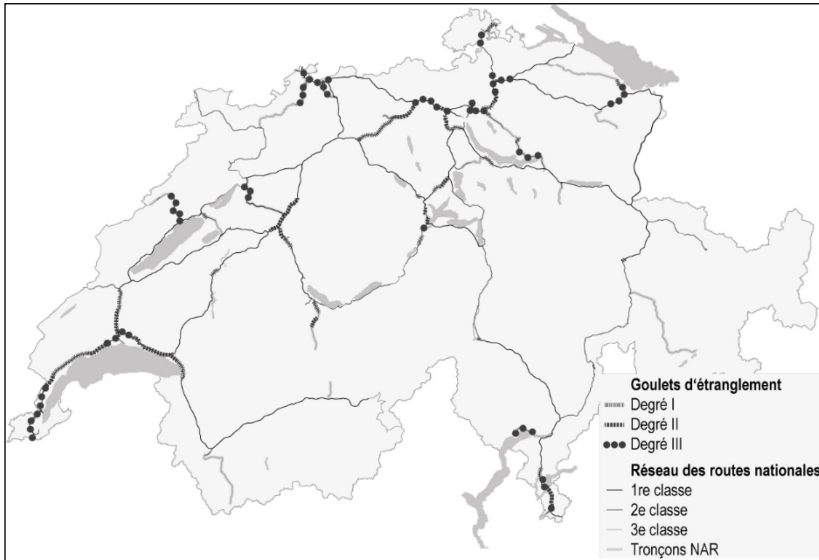 Goulets d‘étranglement
Degré I
Degré II
Degré III
Réseau des routes nationales
1re classe
2e classe
3e classe
Tronçons NAR